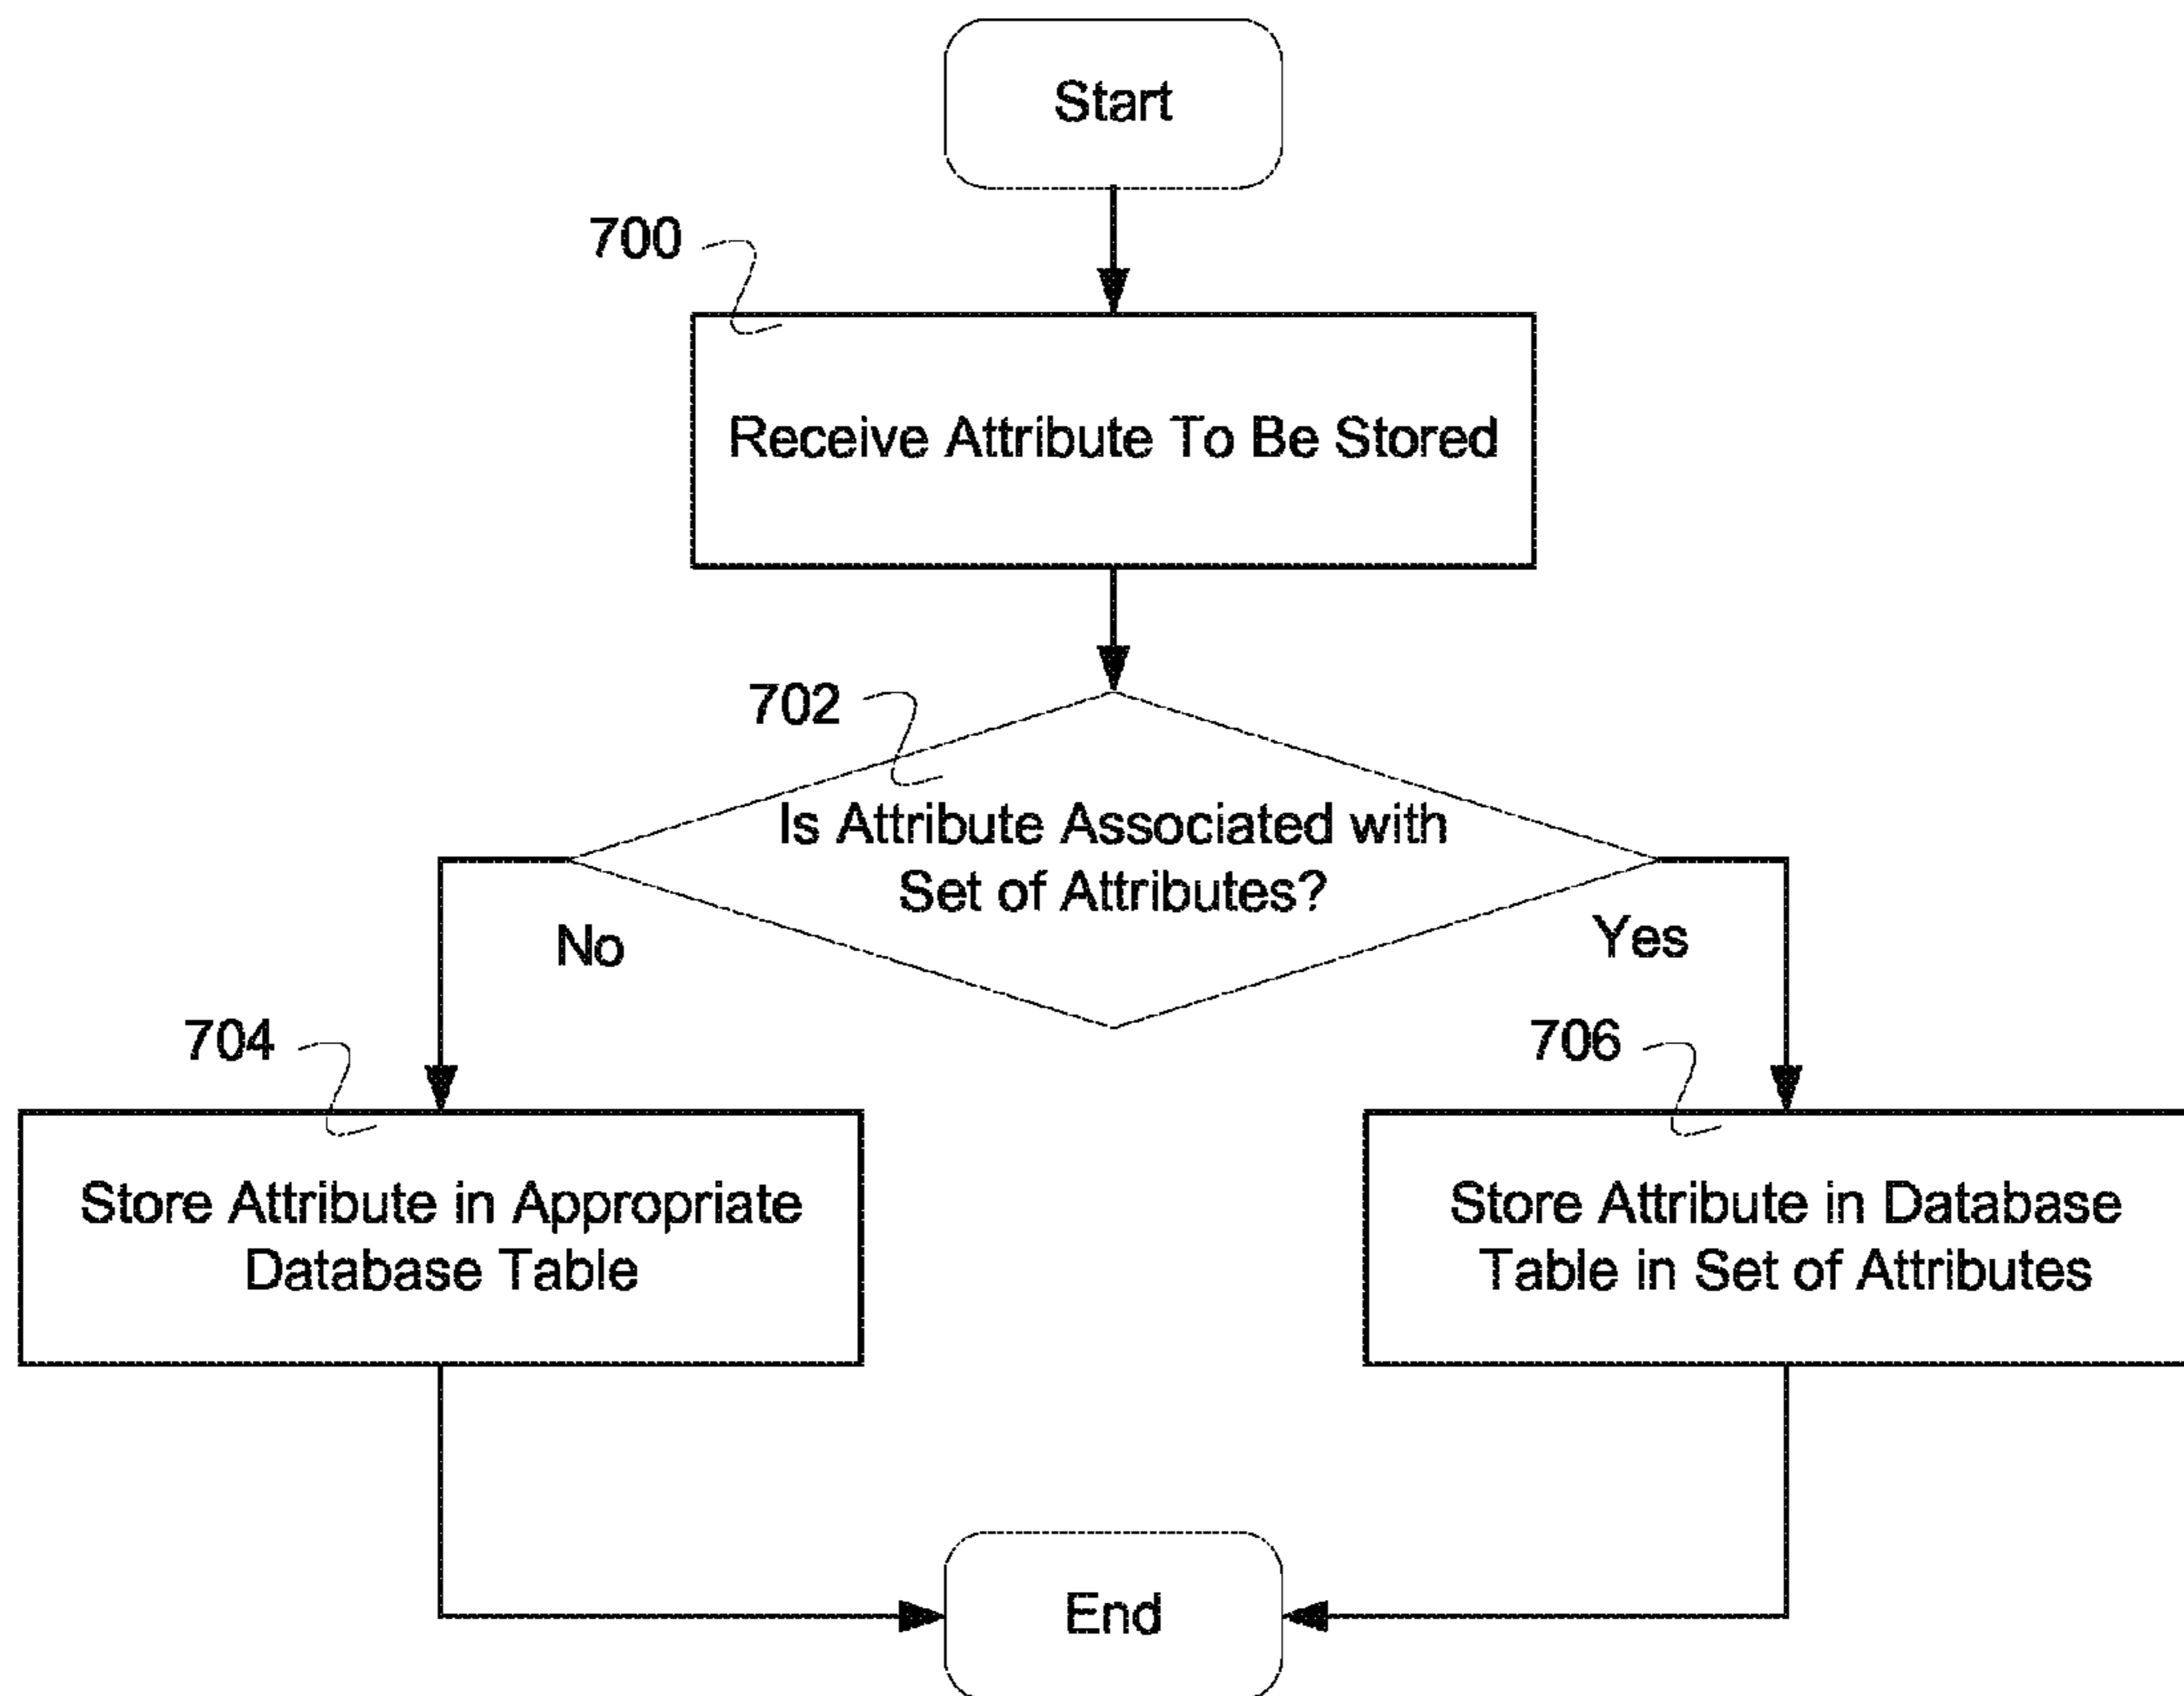 Start
700
Receive Attribute To Be Stored
702
Is Attribute Associated with
Set of Attributes?
No
Yes
704
706
Store Attribute in Appropriate
Database Table
Store Attribute in Database
Table in Set of Attributes
End